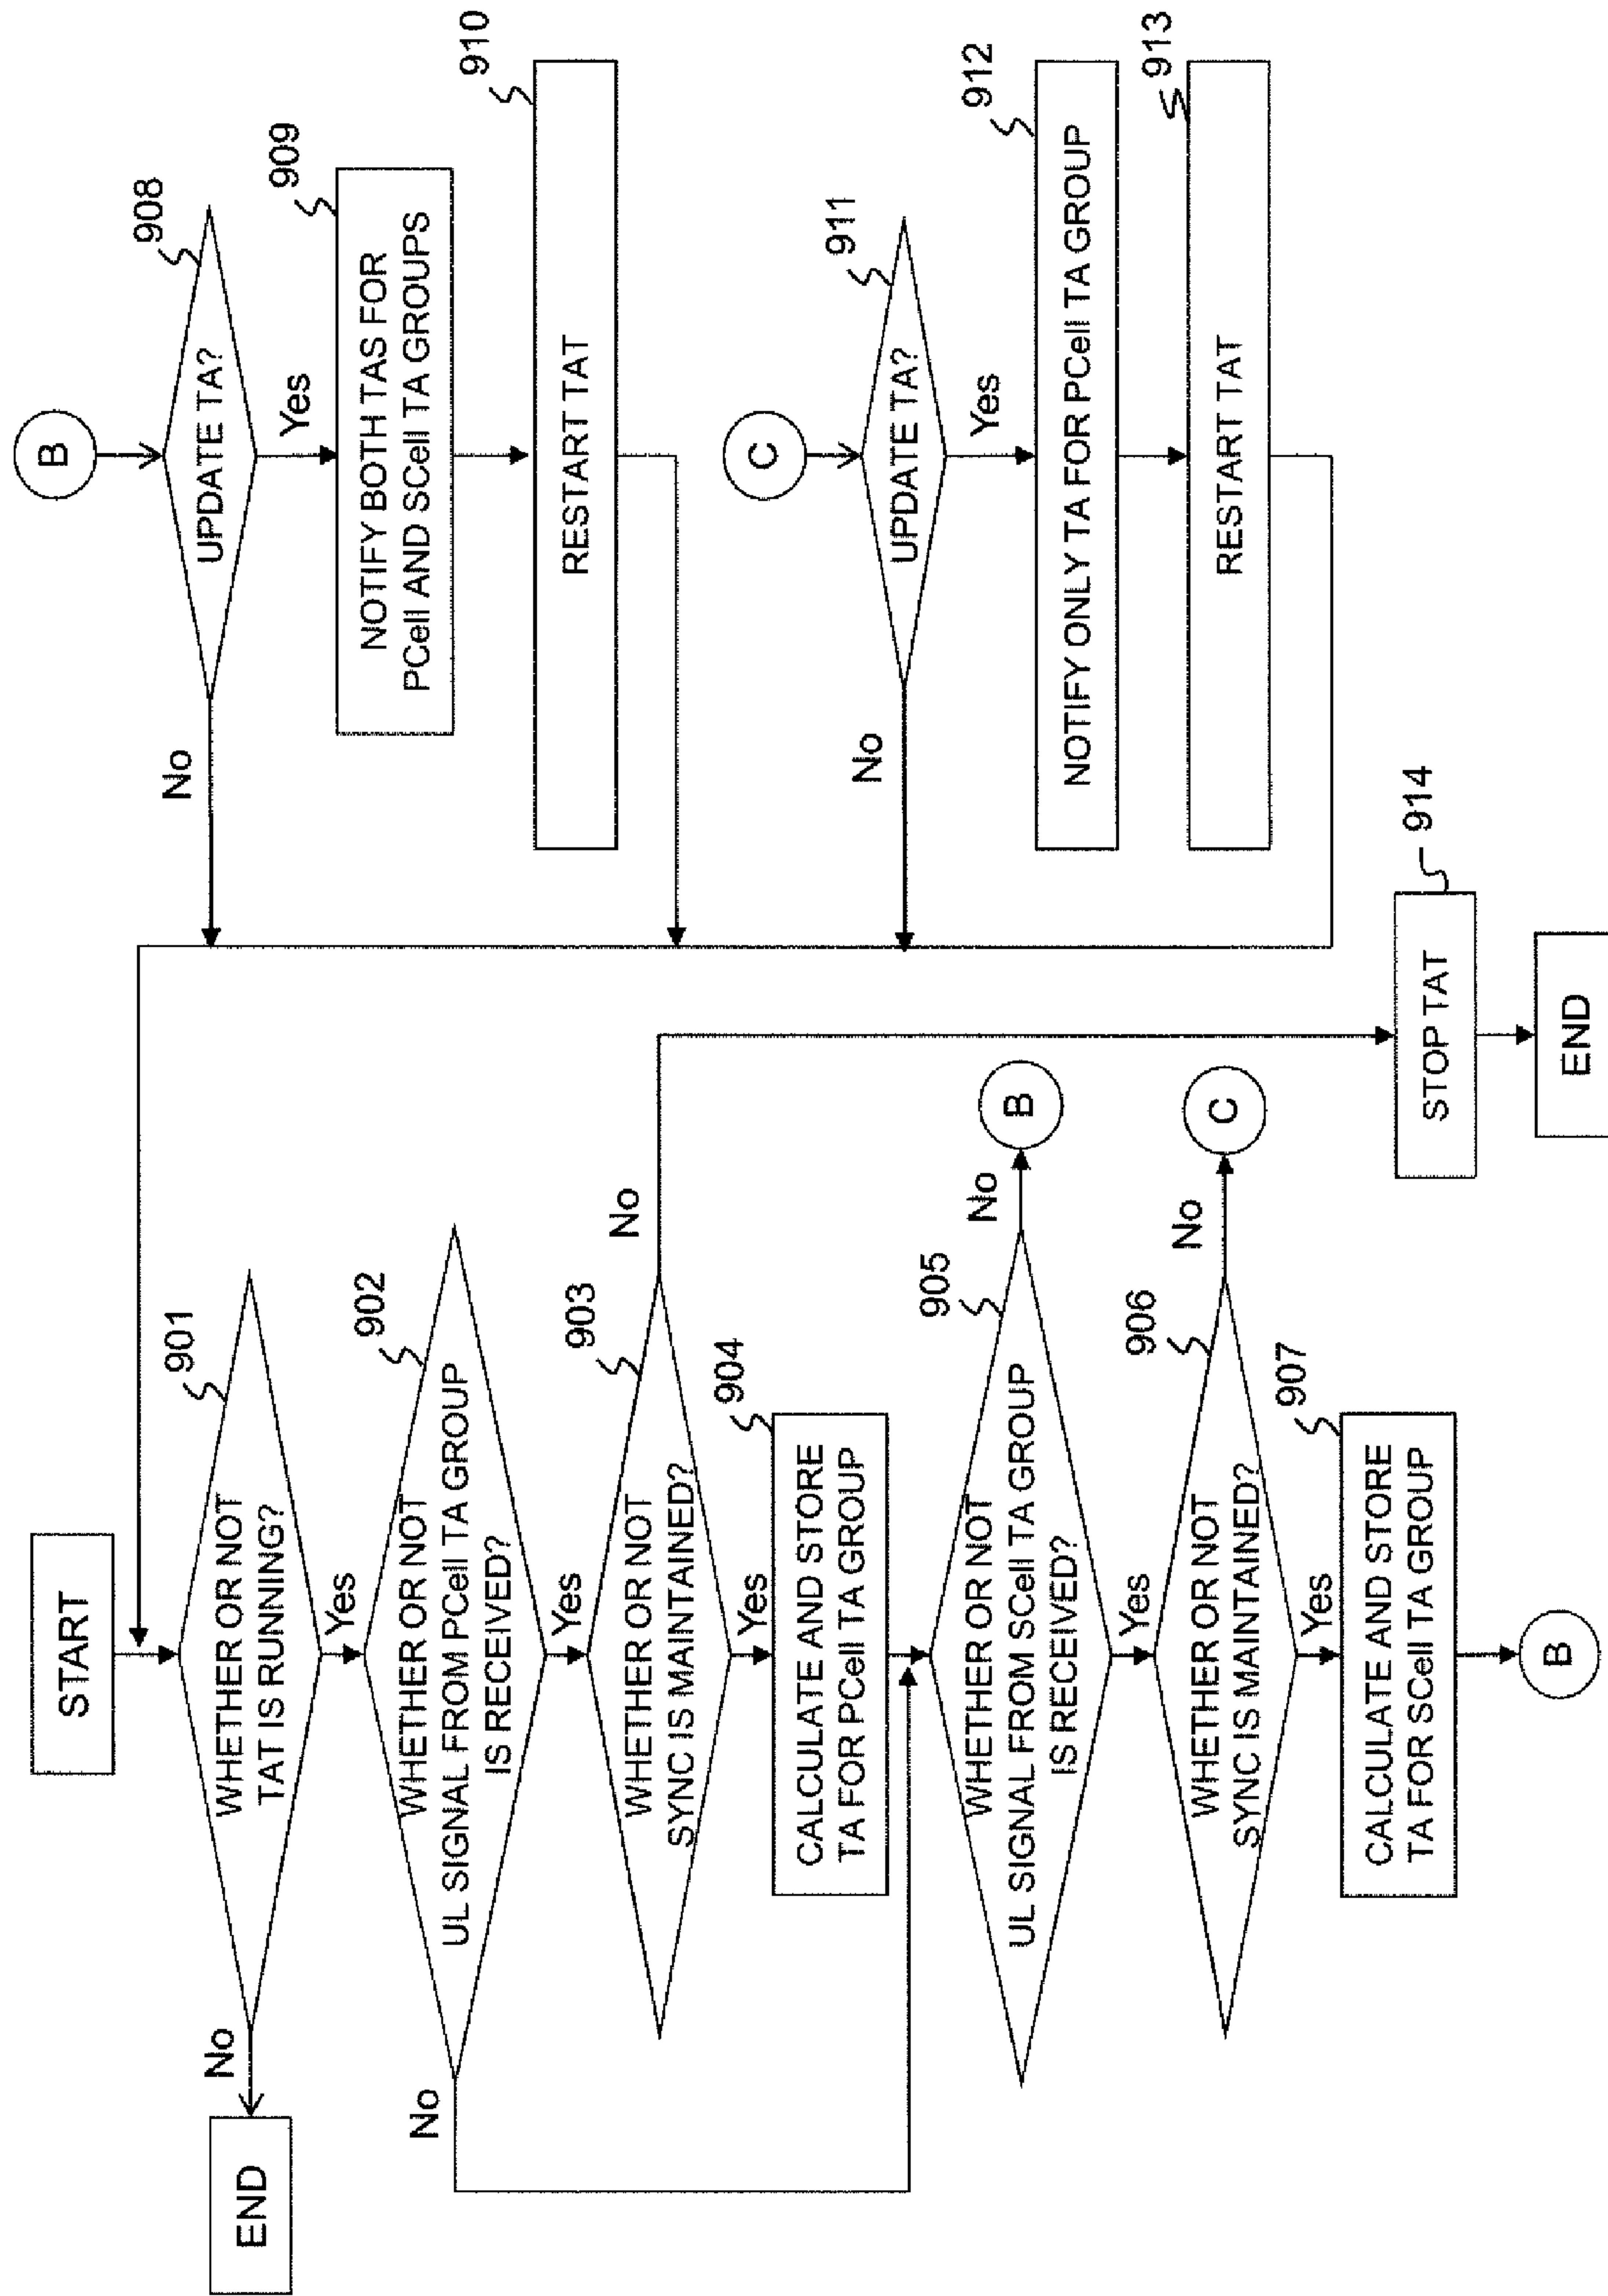 START
WHETHER OR NOT
TAT IS RUNNING?
901
No
END
Yes
WHETHER OR NOT
UL SIGNAL FROM PCell TA GROUP
IS RECEIVED?
902
No
Yes
WHETHER OR NOT
SYNC IS MAINTAINED?
903
No
Yes
CALCULATE AND STORE
TA FOR PCell TA GROUP
904
WHETHER OR NOT
UL SIGNAL FROM SCell TA GROUP
IS RECEIVED?
905
No
B
Yes
WHETHER OR NOT
SYNC IS MAINTAINED?
906
No
C
Yes
CALCULATE AND STORE
TA FOR SCell TA GROUP
907
B
B
UPDATE TA?
908
No
Yes
NOTIFY BOTH TAS FOR
PCell AND SCell TA GROUPS
909
RESTART TAT
910
C
UPDATE TA?
911
No
Yes
NOTIFY ONLY TA FOR PCell TA GROUP
912
RESTART TAT
913
STOP TAT
914
END